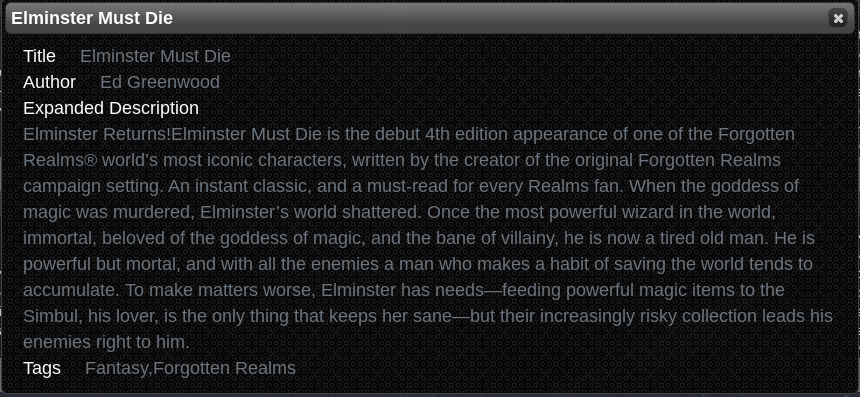 Elminster Must Die
Title Elminster Must Die
Author Ed Greenwood
Expanded Description
Elminster Returns!Elminster Must Die is the debut 4th edition appearance of one of the Forgotten
Realms® world’s most iconic characters, written by the creator of the original Forgotten Realms
campaign setting. An instant classic, and a must-read for every Realms fan. When the goddess of
magic was murdered, Elminster’s world shattered. Once the most powerful wizard in the world,
immortal, beloved of the goddess of magic, and the bane of villainy, he is now a tired old man. He is
powerful but mortal, and with all the enemies a man who makes a habit of saving the world tends to
accumulate. To make matters worse, Elminster has needs—feeding powerful magic items to the
Simbul, his lover, is the only thing that keeps her sane—but their increasingly risky collection leads his
enemies right to him.
Tags Fantasy,Forgotten Realms